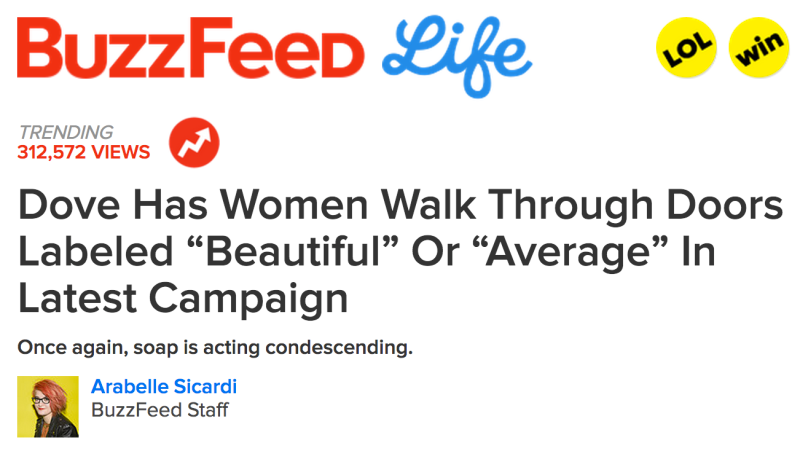 BuzzFeed Life
LOL
win
TRENDING
312,572 VIEWS
Dove Has Women Walk Through Doors
Labeled “Beautiful” Or “Average” In
Latest Campaign
Once again, soap is acting condescending.
Arabelle Sicardi
BuzzFeed Staff